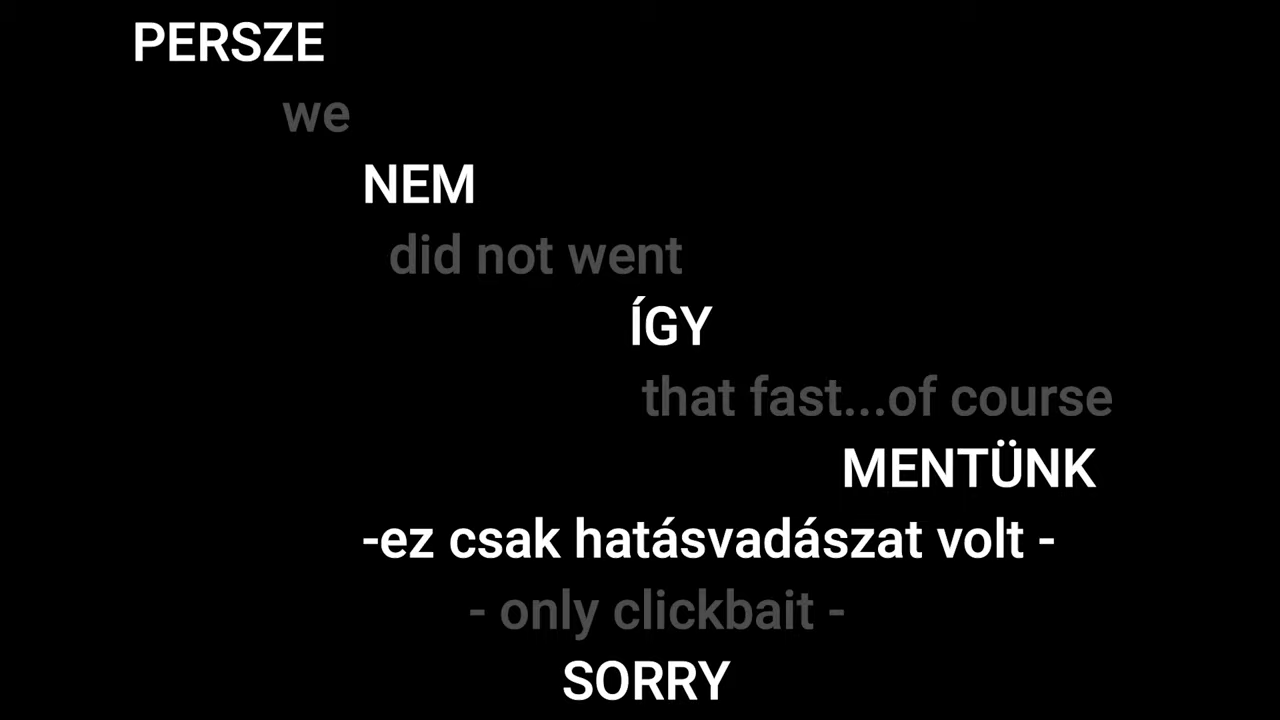 PERSZE
we
NEM
did not went
ÍGY
that fast...of course
MENTÜNK
-ez csak hatásvadászat volt -
- only clickbait -
SORRY